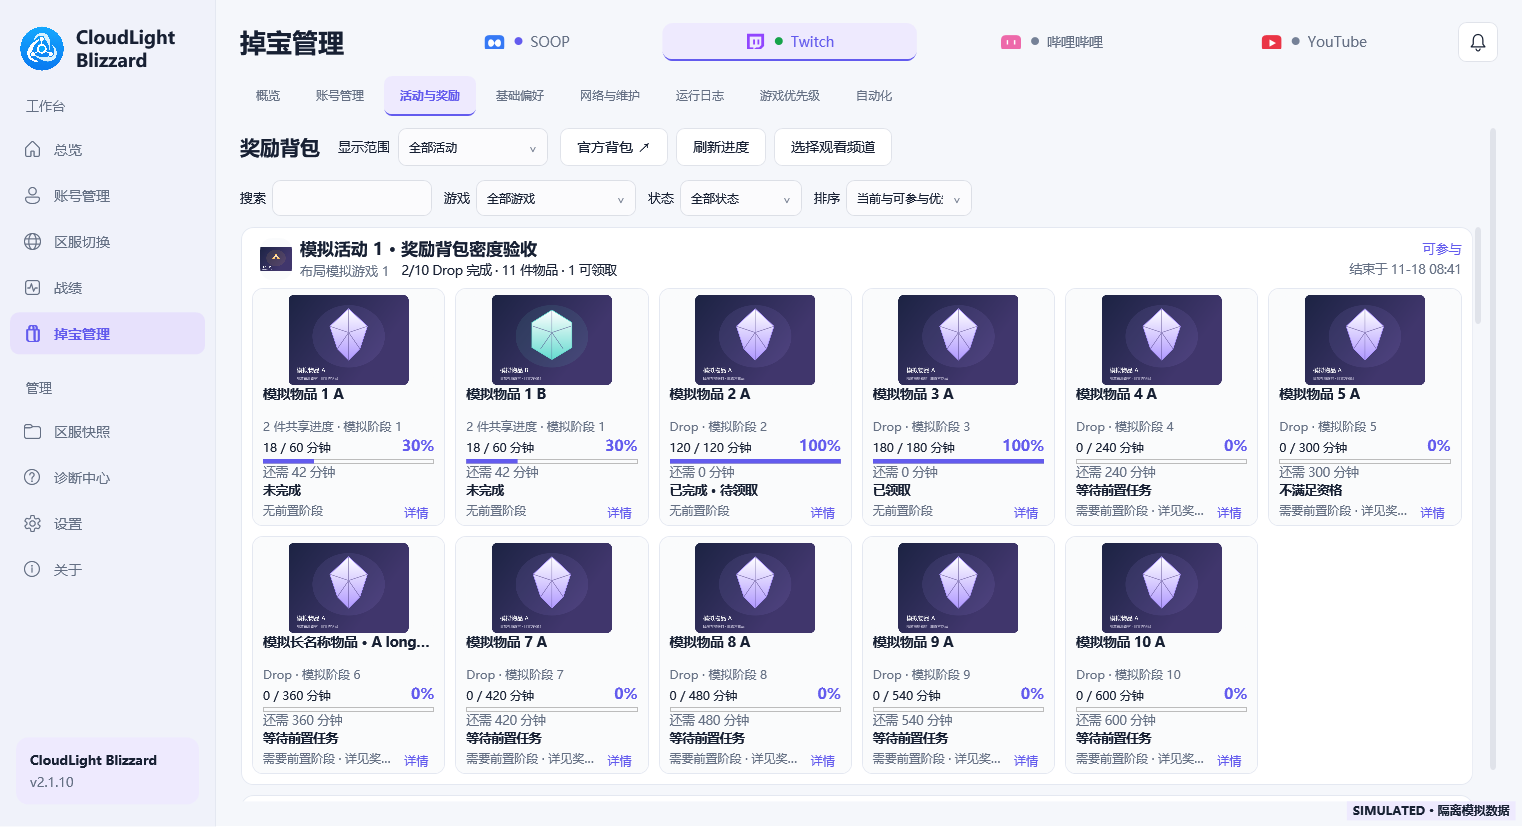 CloudLight
Blizzard
工作台
总览
账号管理
区服切换
战绩
掉宝管理
管理
区服快照
诊断中心
设置
关于
CloudLight Blizzard
v2.1.10
掉宝管理
SOOP
Twitch
哔哩哔哩
YouTube
概览
账号管理
活动与奖励
基础偏好
网络与维护
运行日志
游戏优先级
自动化
奖励背包
显示范围
全部活动
官方背包 ↗
刷新进度
选择观看频道
搜索
游戏
全部游戏
状态
全部状态
排序
当前与可参与优
模拟活动 1 • 奖励背包密度验收
布局模拟游戏 1 2/10 Drop 完成 · 11 件物品 · 1 可领取
可参与
结束于 11-18 08:41
模拟物品 1 A
2 件共享进度 · 模拟阶段 1
18 / 60 分钟 30%
还需 42 分钟
未完成
无前置阶段 详情
模拟物品 1 B
2 件共享进度 · 模拟阶段 1
18 / 60 分钟 30%
还需 42 分钟
未完成
无前置阶段 详情
模拟物品 2 A
Drop · 模拟阶段 2
120 / 120 分钟 100%
还需 0 分钟
已完成 • 待领取
无前置阶段 详情
模拟物品 3 A
Drop · 模拟阶段 3
180 / 180 分钟 100%
还需 0 分钟
已领取
无前置阶段 详情
模拟物品 4 A
Drop · 模拟阶段 4
0 / 240 分钟 0%
还需 240 分钟
等待前置任务
需要前置阶段 · 详见奖... 详情
模拟物品 5 A
Drop · 模拟阶段 5
0 / 300 分钟 0%
还需 300 分钟
不满足资格
需要前置阶段 · 详见奖... 详情
模拟长名称物品 • A long...
Drop · 模拟阶段 6
0 / 360 分钟 0%
还需 360 分钟
等待前置任务
需要前置阶段 · 详见奖... 详情
模拟物品 7 A
Drop · 模拟阶段 7
0 / 420 分钟 0%
还需 420 分钟
等待前置任务
需要前置阶段 · 详见奖... 详情
模拟物品 8 A
Drop · 模拟阶段 8
0 / 480 分钟 0%
还需 480 分钟
等待前置任务
需要前置阶段 · 详见奖... 详情
模拟物品 9 A
Drop · 模拟阶段 9
0 / 540 分钟 0%
还需 540 分钟
等待前置任务
需要前置阶段 · 详见奖... 详情
模拟物品 10 A
Drop · 模拟阶段 10
0 / 600 分钟 0%
还需 600 分钟
等待前置任务
需要前置阶段 · 详见奖... 详情
SIMULATED • 隔离模拟数据